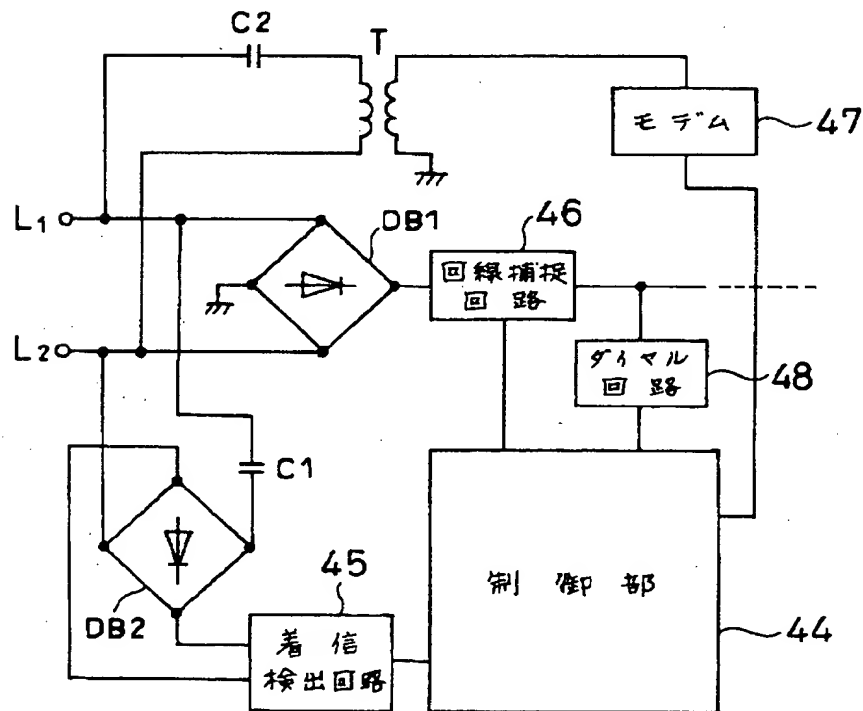 C2
T
モデム
47
L1
DB1
46
回線捕捉
回路
L2
ダイヤル
回路
48
C1
45
制御部
DB2
着信
検出回路
44